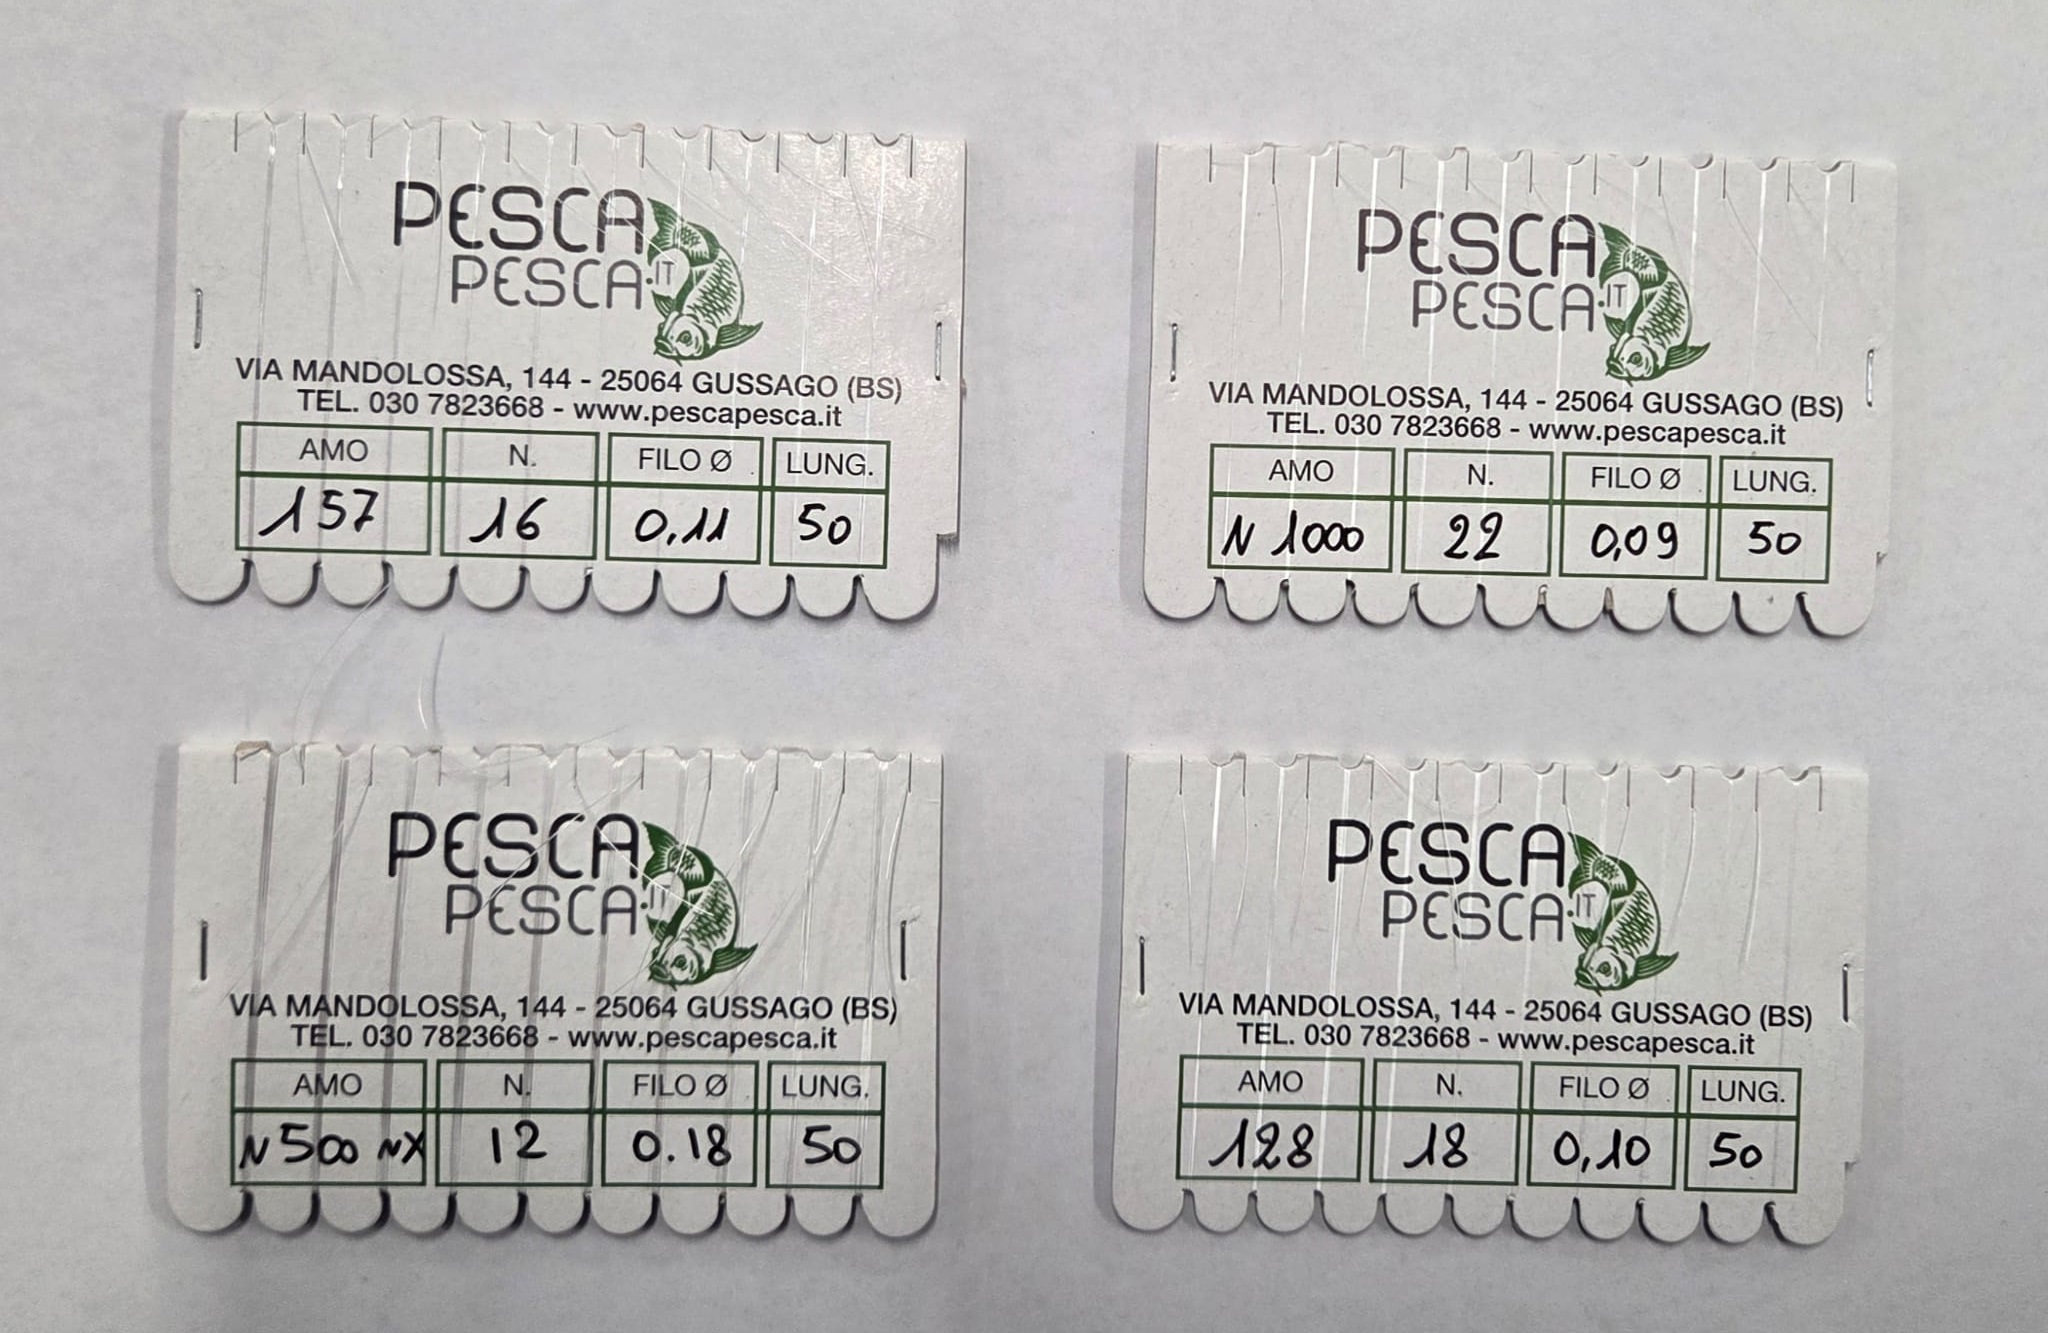 PESCA
PESCA.IT
VIA MANDOLOSSA, 144 - 25064 GUSSAGO (BS)
TEL. 030 7823668 - www.pescapesca.it
AMO N. FILO Ø LUNG.
157 16 0,11 50
PESCA
PESCA.IT
VIA MANDOLOSSA, 144 - 25064 GUSSAGO (BS)
TEL. 030 7823668 - www.pescapesca.it
AMO N. FILO Ø LUNG.
N 1000 22 0,09 50
PESCA
PESCA.IT
VIA MANDOLOSSA, 144 - 25064 GUSSAGO (BS)
TEL. 030 7823668 - www.pescapesca.it
AMO N. FILO Ø LUNG.
N 500 NX 12 0.18 50
PESCA
PESCA.IT
VIA MANDOLOSSA, 144 - 25064 GUSSAGO (BS)
TEL. 030 7823668 - www.pescapesca.it
AMO N. FILO Ø LUNG.
128 18 0,10 50